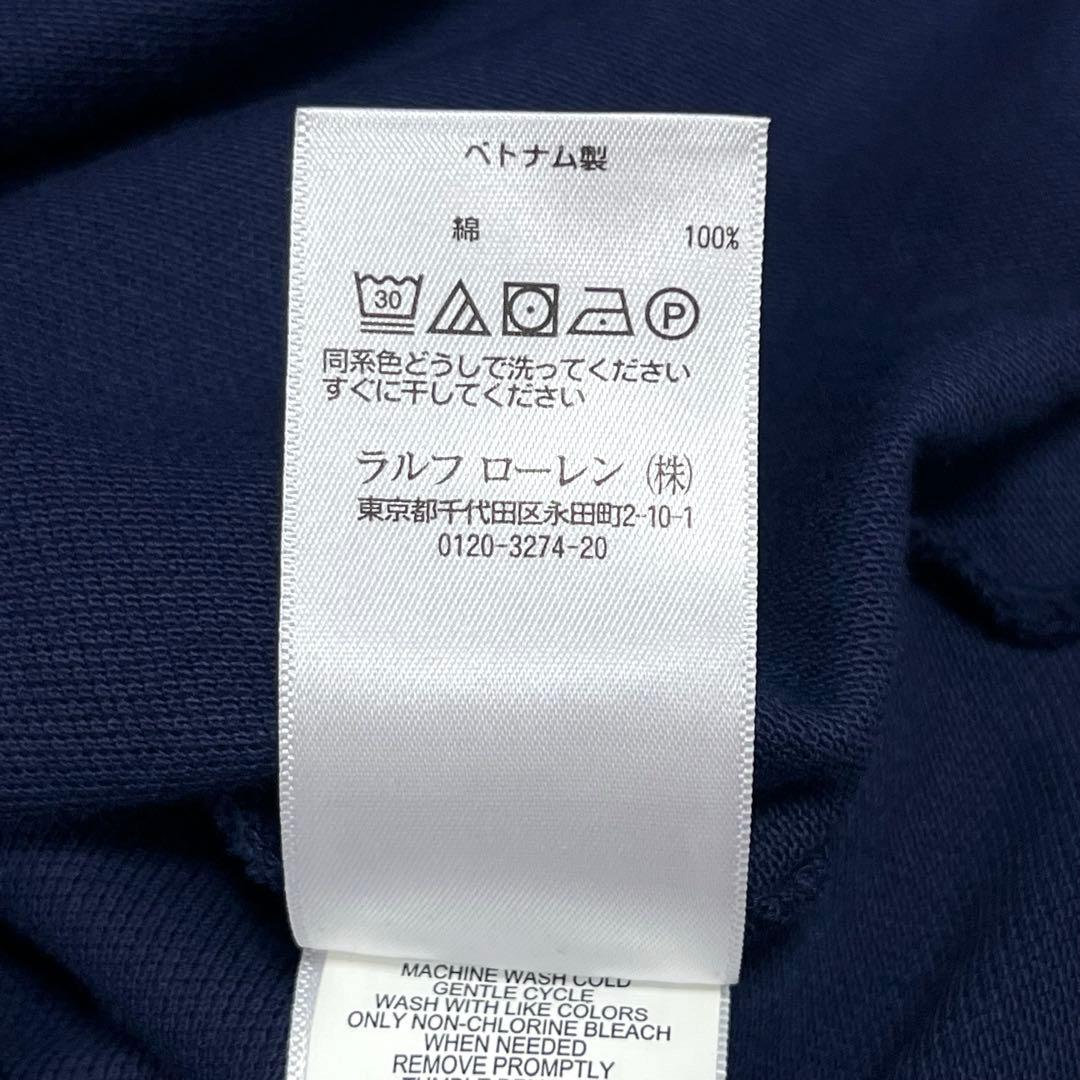 ベトナム製
綿 100%
30 P
同系色どうしで洗ってください
すぐに干してください
ラルフ ローレン (株)
東京都千代田区永田町2-10-1
0120-3274-20
MACHINE WASH COLD
GENTLE CYCLE
WASH WITH LIKE COLORS
ONLY NON-CHLORINE BLEACH
WHEN NEEDED
REMOVE PROMPTLY